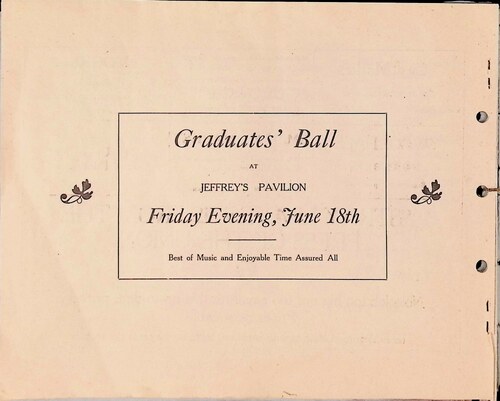 Graduates' Ball
AT
JEFFREY'S PAVILION
Friday Evening, June 18th
Best of Music and Enjoyable Time Assured All